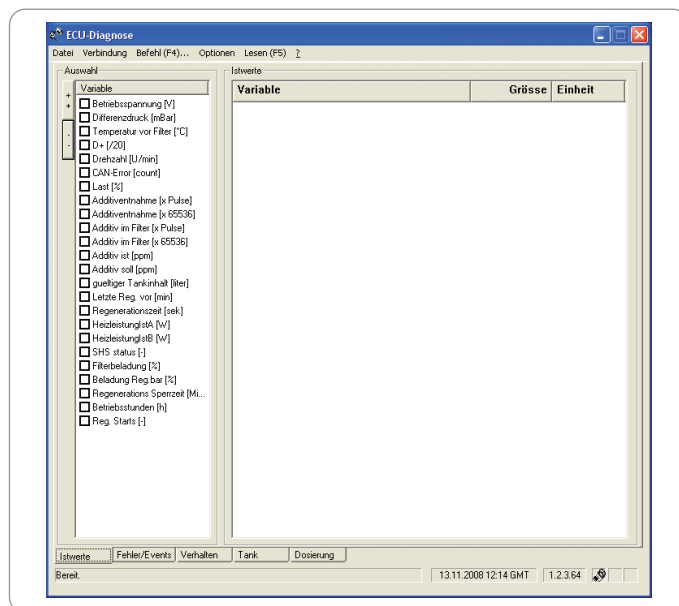 ECU-Diagnose
Datei Verbindung Befehl (F4)... Optionen Lesen (F5) ?
Auswahl
Variable
Betriebsspannung [V]
Differenzdruck [mBar]
Temperatur vor Filter [°C]
D+ [/20]
Drehzahl [U/min]
CAN-Error [count]
Last [%]
Additiventnahme [x Pulse]
Additiventnahme [x 65536]
Additiv im Filter [x Pulse]
Additiv im Filter [x 65536]
Additiv ist [ppm]
Additiv soll [ppm]
gueltiger Tankinhalt [liter]
Letzte Reg. vor [min]
Regenerationszeit [sek]
HeizleistungIstA [W]
HeizleistungIstB [W]
SHS status [-]
Filterbeladung [%]
Beladung Reg.bar [%]
Regenerations Sperrzeit [Mi...
Betriebsstunden [h]
Reg. Starts [-]
Istwerte
Variable Grösse Einheit
Istwerte Fehler/Events Verhalten Tank Dosierung
Bereit. 13.11.2008 12:14 GMT 1.2.3.64